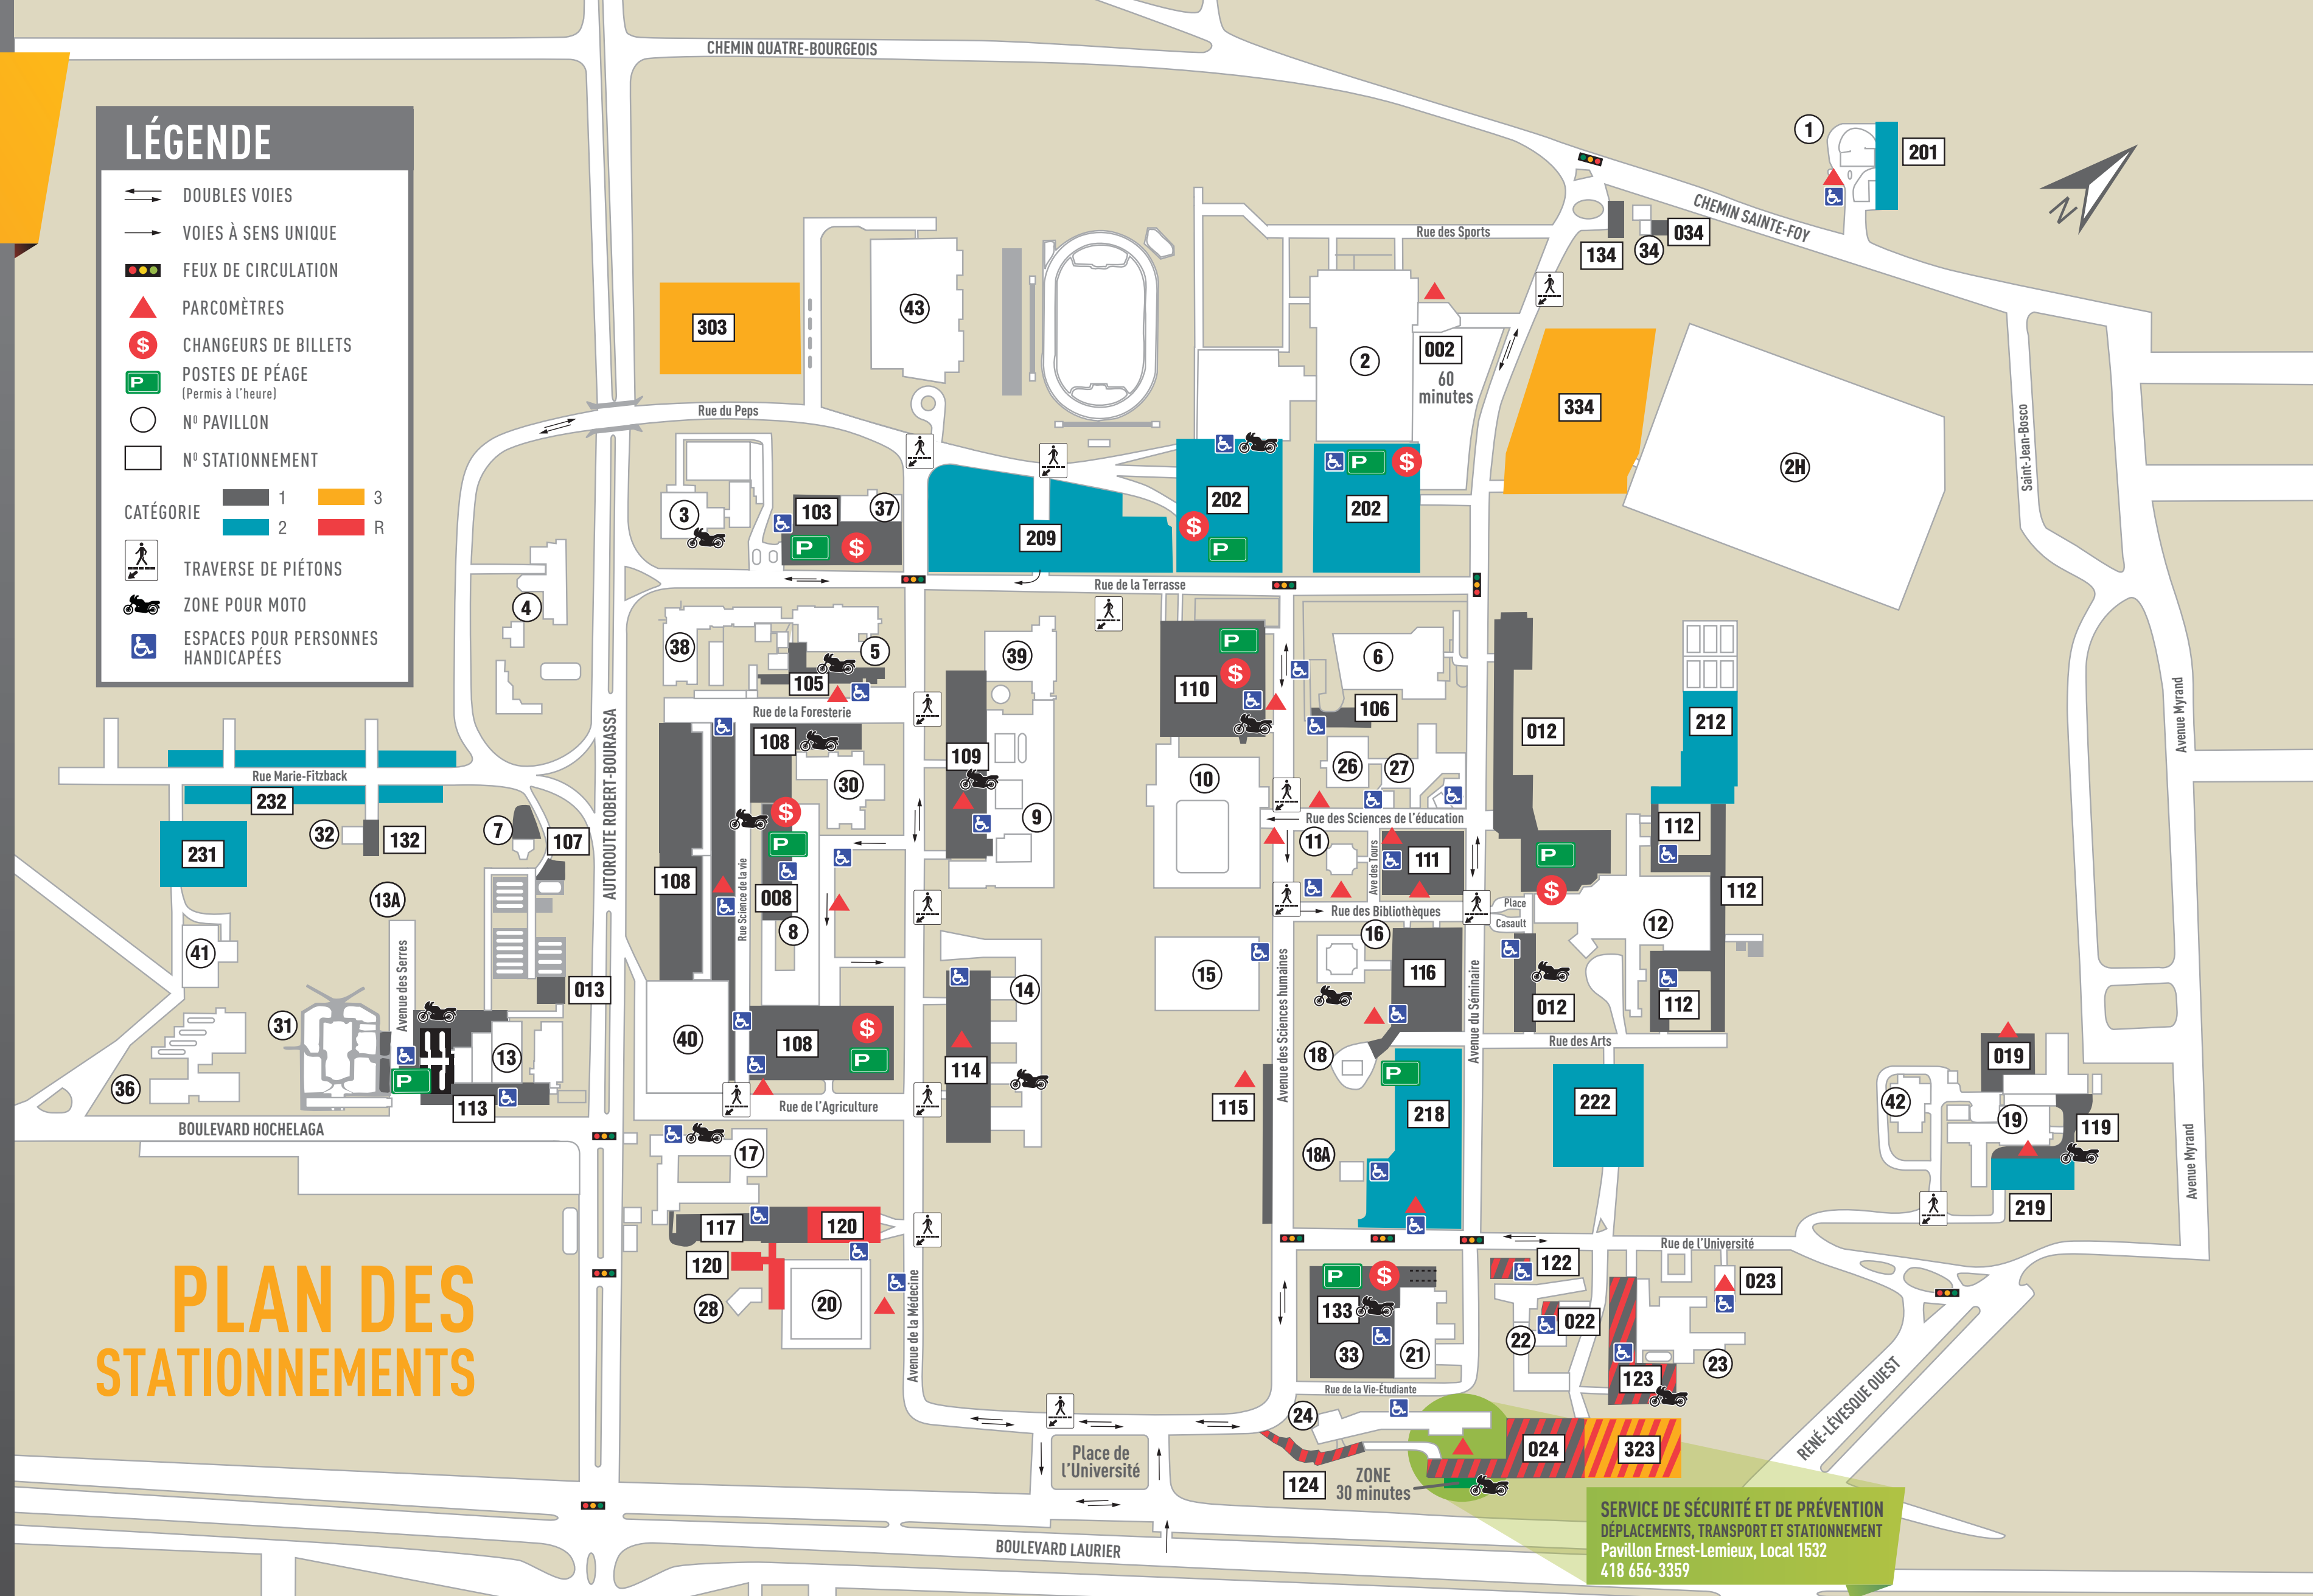 CHEMIN QUATRE-BOURGEOIS
LÉGENDE
DOUBLES VOIES
VOIES À SENS UNIQUE
FEUX DE CIRCULATION
PARCOMÈTRES
$ CHANGEURS DE BILLETS
P POSTES DE PÉAGE
(Permis à l'heure)
Nº PAVILLON
Nº STATIONNEMENT
CATÉGORIE 1 3
2 R
TRAVERSE DE PIÉTONS
ZONE POUR MOTO
ESPACES POUR PERSONNES
HANDICAPÉES
1
201
CHEMIN SAINTE-FOY
N
Rue des Sports
134
34
034
303
43
2
002
60
minutes
334
2H
Saint-Jean-Bosco
Rue du Peps
3
103
37
P $
209
202
$
P
P $
202
Rue de la Terrasse
4
38
5
105
Rue de la Foresterie
39
P
$
110
6
106
012
212
Avenue Myrand
AUTOROUTE ROBERT-BOURASSA
Rue Marie-Fitzback
232
231
32
132
7
107
108
30
109
9
10
26
27
Rue des Sciences de l'éducation
$
P
108
Rue Science de la vie
008
8
11
Ave des Tours
111
P
$
112
112
13A
Rue des Bibliothèques
Place
Casault
12
41
Avenue des Serres
013
16
116
15
Avenue des Sciences humaines
Avenue du Séminaire
012
112
14
31
13
P
113
36
40
108
$
P
114
18
P
Rue des Arts
019
BOULEVARD HOCHELAGA
Rue de l'Agriculture
115
218
222
42
19
119
17
18A
219
Avenue Myrand
117
120
120
28
20
Avenue de la Médecine
Rue de l'Université
122
023
PLAN DES
STATIONNEMENTS
P $
133
33
21
022
22
123
23
Rue de la Vie-Étudiante
24
024
323
RENÉ-LÉVESQUE OUEST
Place de
l'Université
124
ZONE
30 minutes
BOULEVARD LAURIER
SERVICE DE SÉCURITÉ ET DE PRÉVENTION
DÉPLACEMENTS, TRANSPORT ET STATIONNEMENT
Pavillon Ernest-Lemieux, Local 1532
418 656-3359